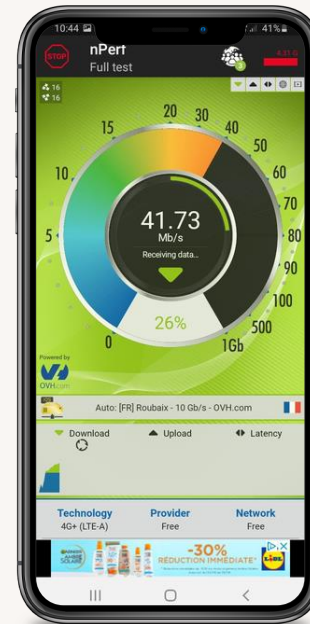 10:44
41%
STOP
nPerf
Full test
3
16
16
0
5
10
15
20
30
40
50
60
70
80
90
100
500
1Gb
41.73
Mb/s
Receiving data...
26%
Powered by
OVH.com
Auto: [FR] Roubaix - 10 Gb/s - OVH.com
Download
Upload
Latency
Technology
Provider
Network
4G+ (LTE-A)
Free
Free
-30%
RÉDUCTION IMMÉDIATE*
LIDL